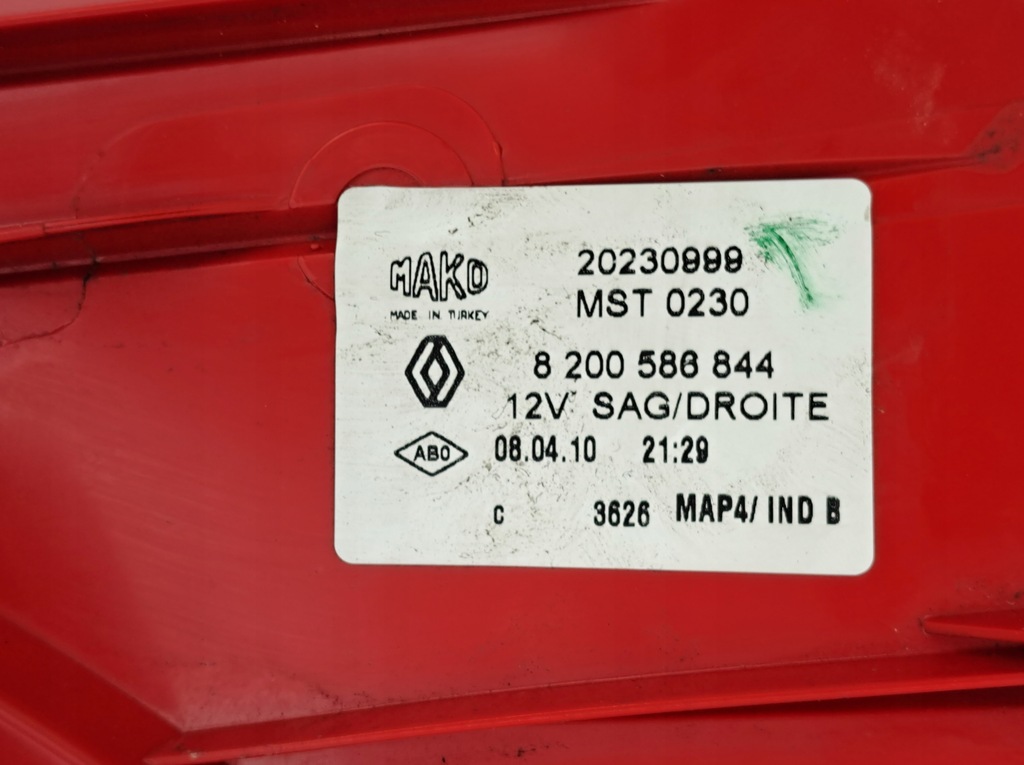 MAKO
MADE IN TURKEY
20230999
MST 0230
8 200 586 844
12V SAG/DROITE
AB0
08.04.10 21:29
C 3626 MAP4/ IND B